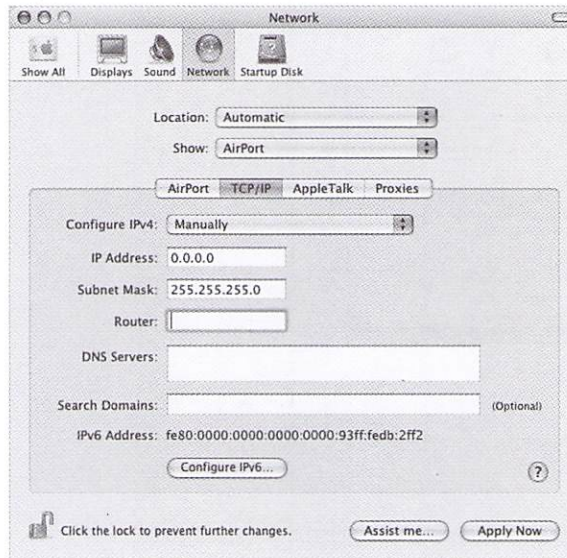 Network
Show All Displays Sound Network Startup Disk
Location: Automatic
Show: AirPort
AirPort TCP/IP AppleTalk Proxies
Configure IPv4: Manually
IP Address: 0.0.0.0
Subnet Mask: 255.255.255.0
Router:
DNS Servers:
Search Domains: (Optional)
IPv6 Address: fe80:0000:0000:0000:0000:93ff:fedb:2ff2
Configure IPv6...
?
Click the lock to prevent further changes. Assist me... Apply Now